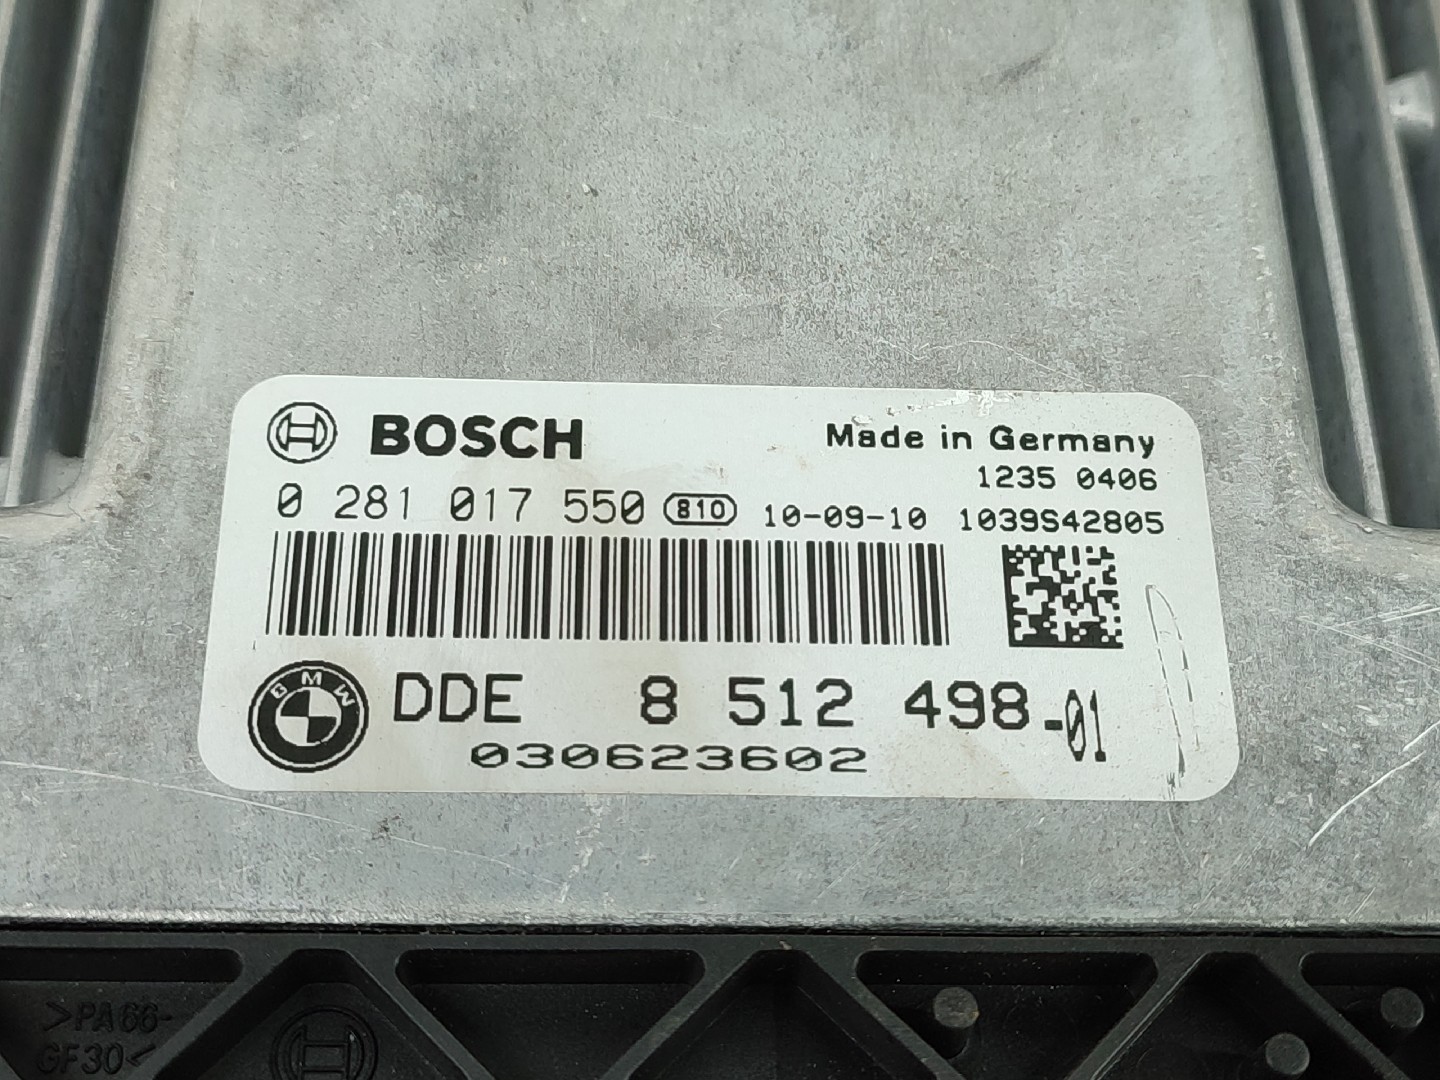 BOSCH
Made in Germany
1235 0406
0 281 017 550 810 10-09-10 1039S42805
BMW
DDE 8 512 498-01
030623602
>PA66-
GF30<